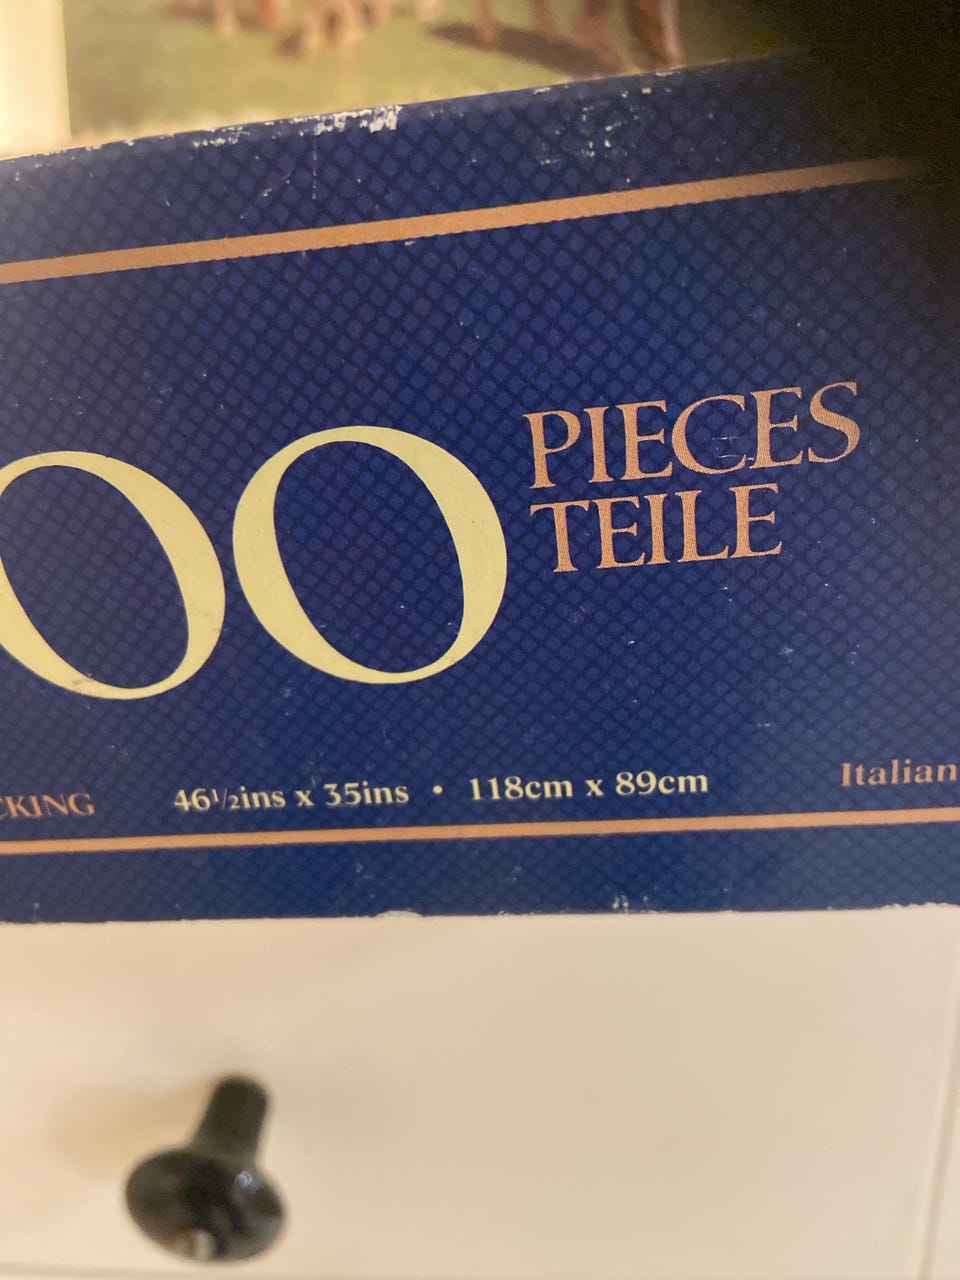 00 PIECES
TEILE
CKING 46½ins x 35ins • 118cm x 89cm Italian